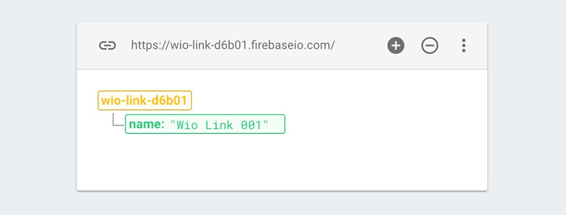 https://wio-link-d6b01.firebaseio.com/
wio-link-d6b01
name: "Wio Link 001"